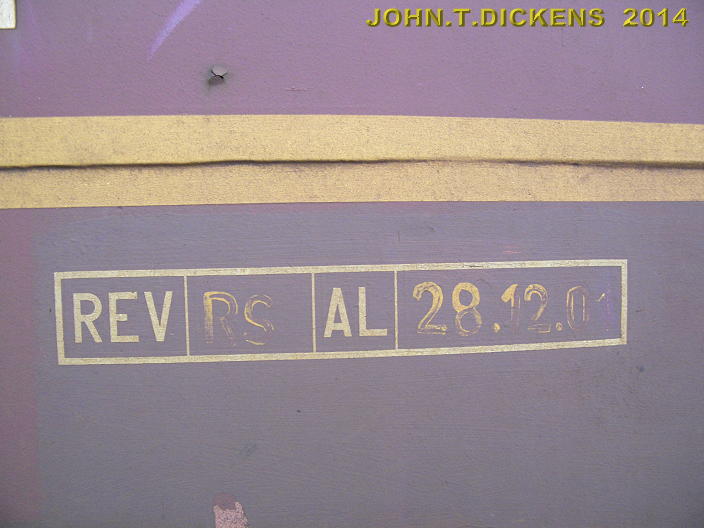 JOHN.T.DICKENS 2014
REV RS AL 28.12.01